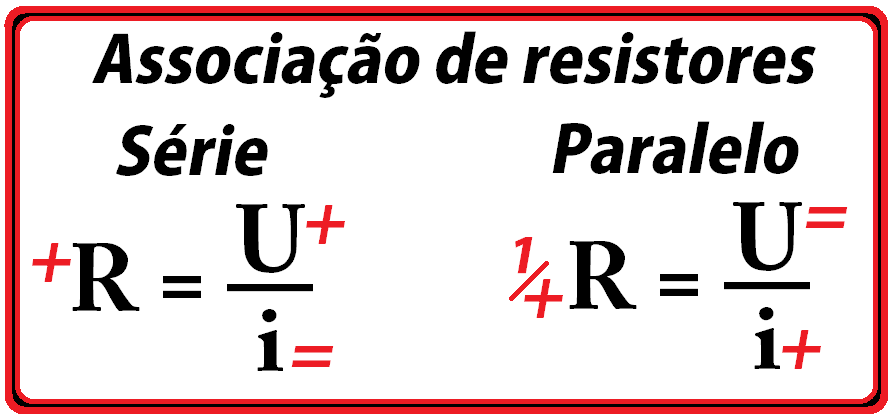 Associação de resistores
Série Paralelo
+R = U+ / i= 1/+R = U= / i+